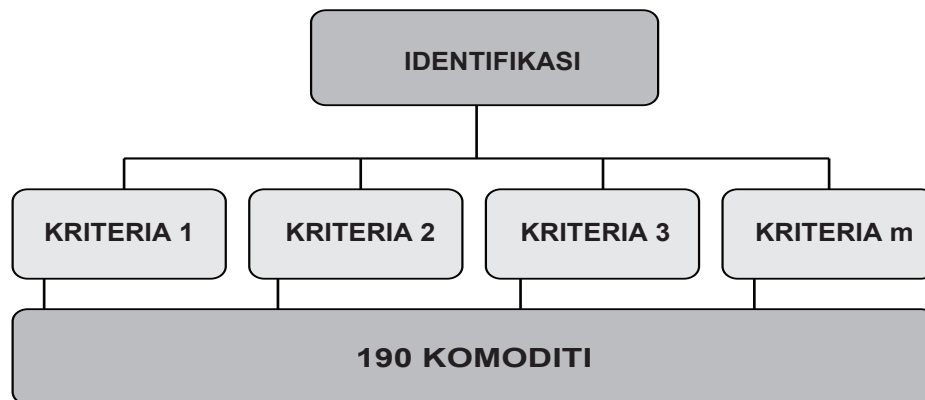 IDENTIFIKASI
KRITERIA 1
KRITERIA 2
KRITERIA 3
KRITERIA m
190 KOMODITI